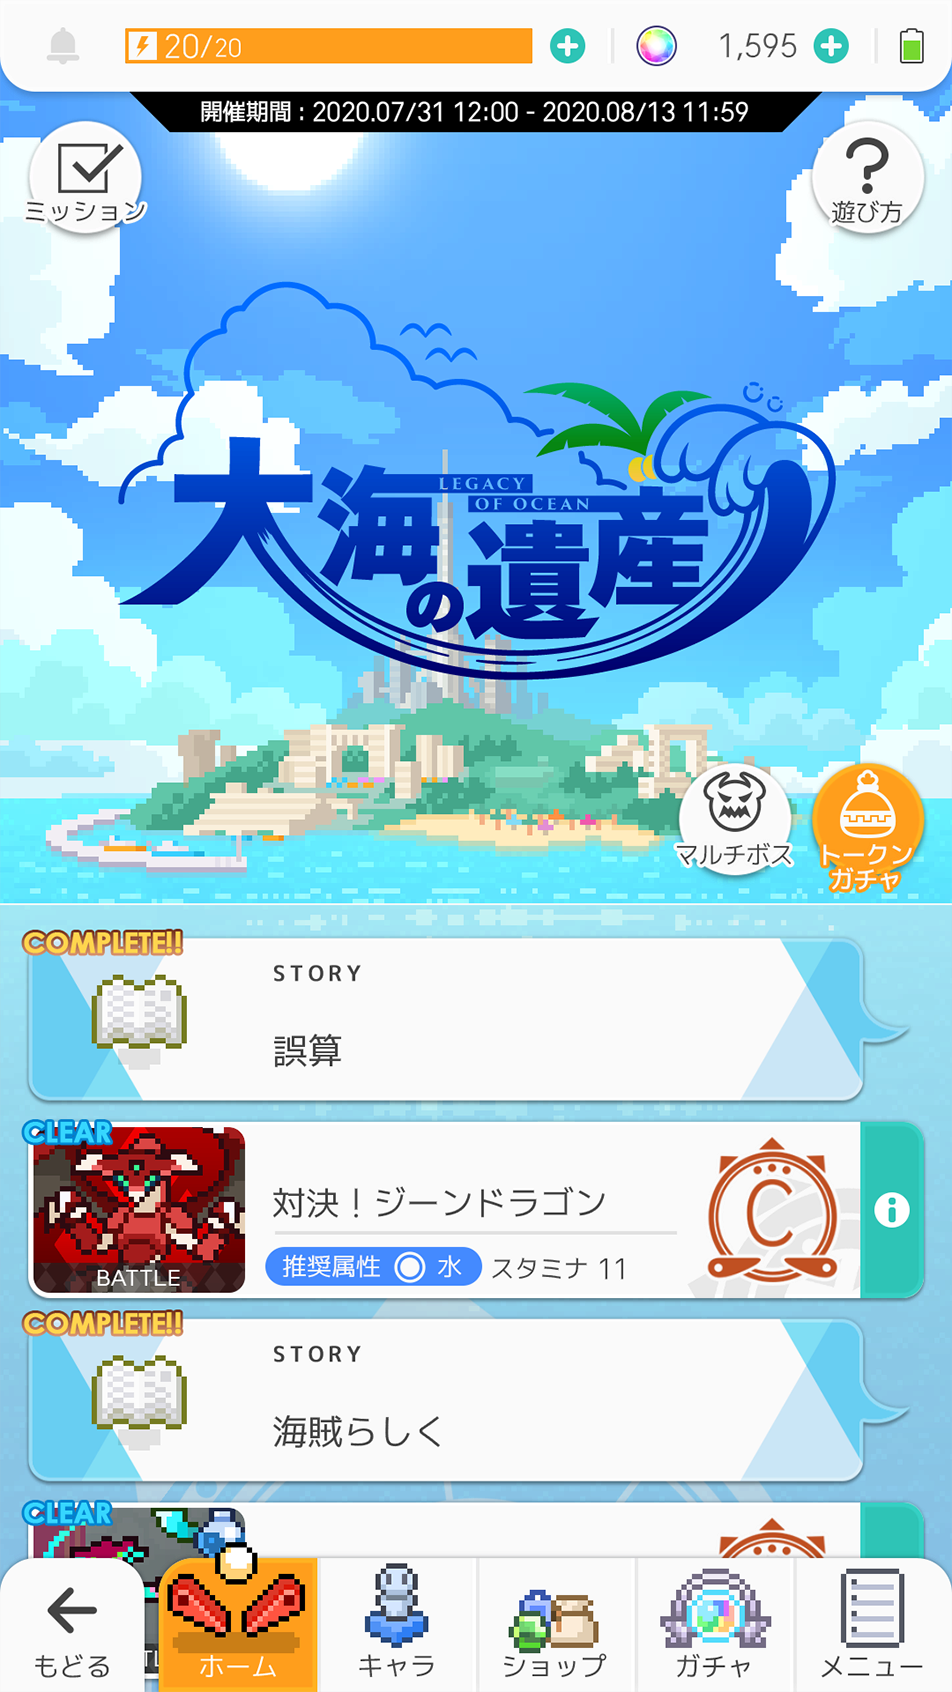 20/20
1,595
開催期間 : 2020.07/31 12:00 - 2020.08/13 11:59
ミッション
遊び方
大海の遺産
LEGACY
OF OCEAN
マルチボス
トークン
ガチャ
COMPLETE!!
STORY
誤算
CLEAR
BATTLE
対決！ジーンドラゴン
推奨属性 水 スタミナ 11
C
COMPLETE!!
STORY
海賊らしく
CLEAR
もどる
ホーム
キャラ
ショップ
ガチャ
メニュー